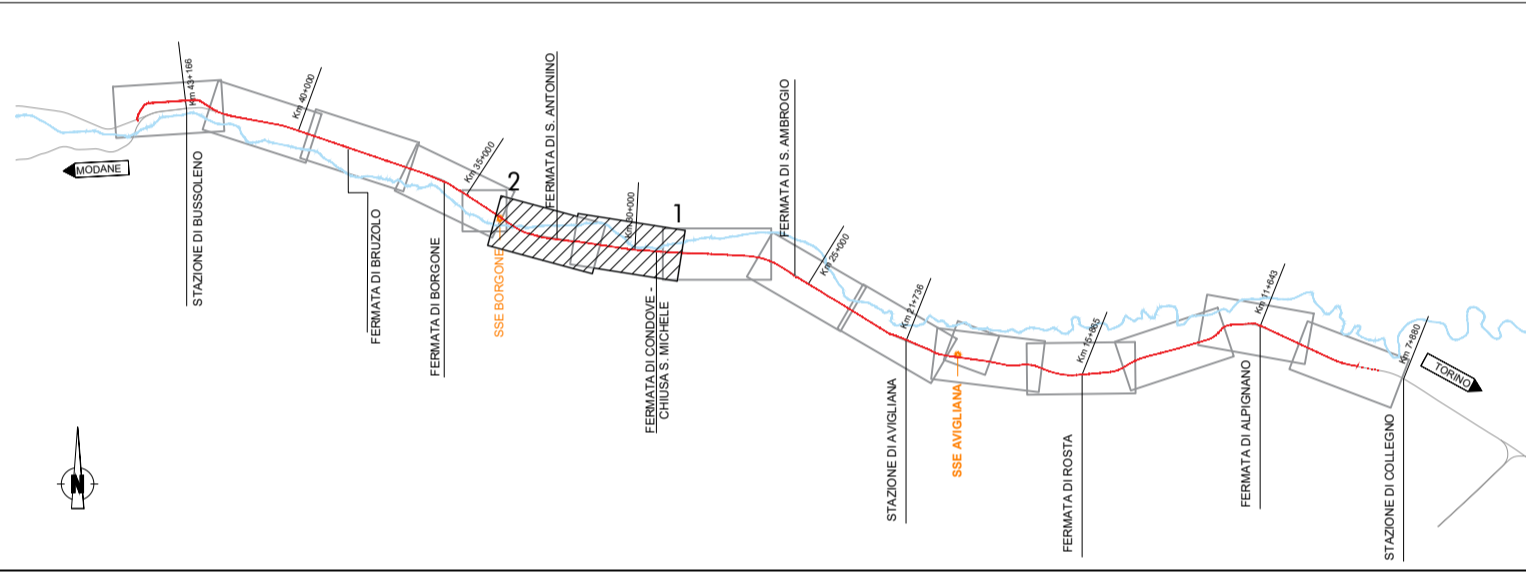 MODANE
STAZIONE DI BUSSOLENO
Km 43+166
Km 40+000
FERMATA DI BRUZOLO
FERMATA DI BORGONE
Km 35+000
SSE BORGONE
2
FERMATA DI S. ANTONINO
Km 30+000
FERMATA DI CONDOVE -
CHIUSA S. MICHELE
1
FERMATA DI S. AMBROGIO
Km 25+000
STAZIONE DI AVIGLIANA
Km 21+736
SSE AVIGLIANA
FERMATA DI ROSTA
Km 15+865
FERMATA DI ALPIGNANO
Km 11+643
STAZIONE DI COLLEGNO
Km 7+880
TORINO
N